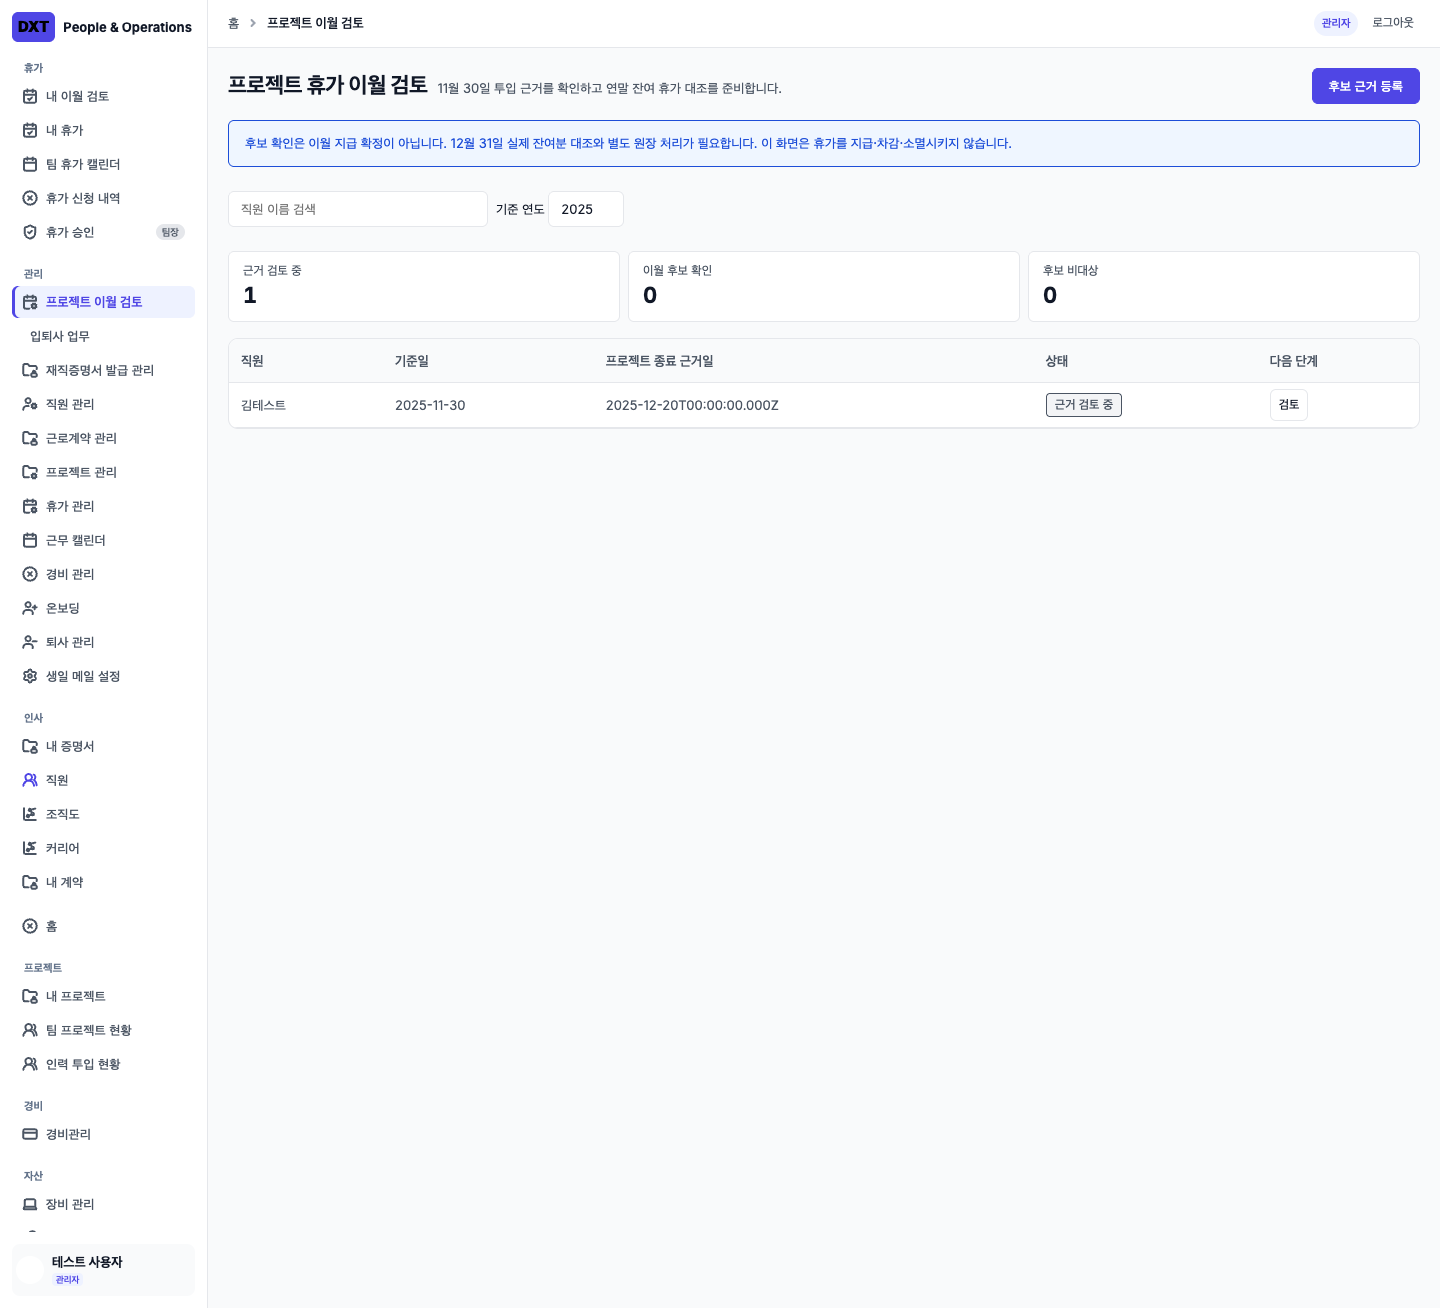 DXT People & Operations
휴가
내 이월 검토
내 휴가
팀 휴가 캘린더
휴가 신청 내역
휴가 승인 팀장
관리
프로젝트 이월 검토
입퇴사 업무
재직증명서 발급 관리
직원 관리
근로계약 관리
프로젝트 관리
휴가 관리
근무 캘린더
경비 관리
온보딩
퇴사 관리
생일 메일 설정
인사
내 증명서
직원
조직도
커리어
내 계약
홈
프로젝트
내 프로젝트
팀 프로젝트 현황
인력 투입 현황
경비
경비관리
자산
장비 관리
테스트 사용자
관리자
홈 > 프로젝트 이월 검토 관리자 로그아웃
프로젝트 휴가 이월 검토 11월 30일 투입 근거를 확인하고 연말 잔여 휴가 대조를 준비합니다. 후보 근거 등록
후보 확인은 이월 지급 확정이 아닙니다. 12월 31일 실제 잔여분 대조와 별도 원장 처리가 필요합니다. 이 화면은 휴가를 지급·차감·소멸시키지 않습니다.
직원 이름 검색 기준 연도 2025
근거 검토 중 이월 후보 확인 후보 비대상
1 0 0
직원 기준일 프로젝트 종료 근거일 상태 다음 단계
김테스트 2025-11-30 2025-12-20T00:00:00.000Z 근거 검토 중 검토